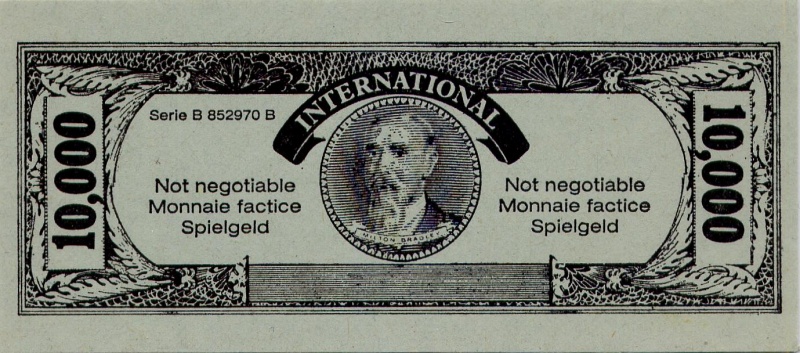 INTERNATIONAL
Serie B 852970 B
10,000
10,000
Not negotiable
Monnaie factice
Spielgeld
Not negotiable
Monnaie factice
Spielgeld
MILTON BRADLEY